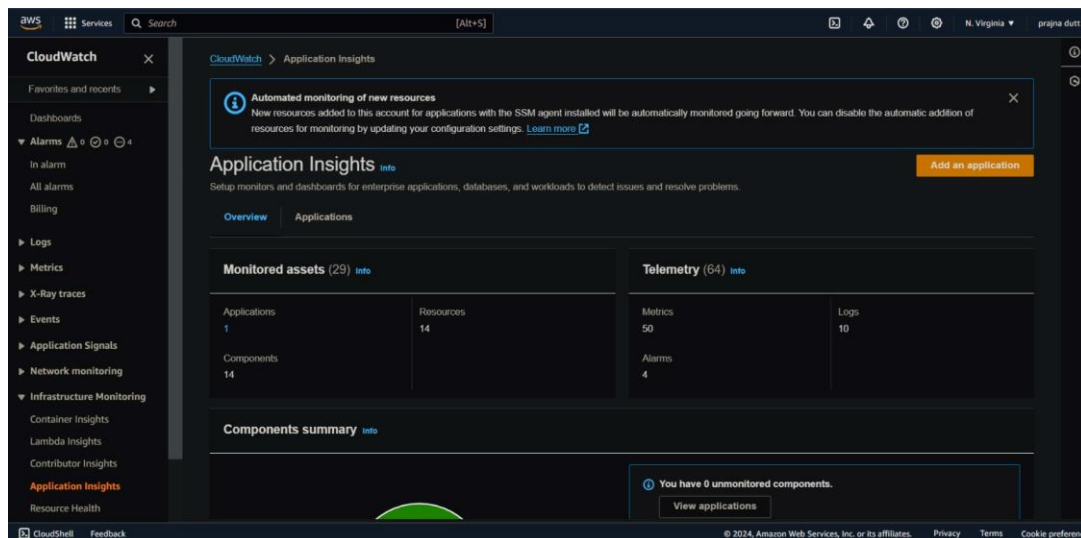 aws Services Search [Alt+S] N. Virginia prajna dutt
CloudWatch
Favorites and recents
Dashboards
Alarms 0 0 4
In alarm
All alarms
Billing
Logs
Metrics
X-Ray traces
Events
Application Signals
Network monitoring
Infrastructure Monitoring
Container Insights
Lambda Insights
Contributor Insights
Application Insights
Resource Health
CloudWatch > Application Insights
Automated monitoring of new resources
New resources added to this account for applications with the SSM agent installed will be automatically monitored going forward. You can disable the automatic addition of
resources for monitoring by updating your configuration settings. Learn more
Application Insights Info
Add an application
Setup monitors and dashboards for enterprise applications, databases, and workloads to detect issues and resolve problems.
Overview Applications
Monitored assets (29) Info
Applications Resources
1 14
Components
14
Telemetry (64) Info
Metrics Logs
50 10
Alarms
4
Components summary Info
You have 0 unmonitored components.
View applications
CloudShell Feedback © 2024, Amazon Web Services, Inc. or its affiliates. Privacy Terms Cookie preferen